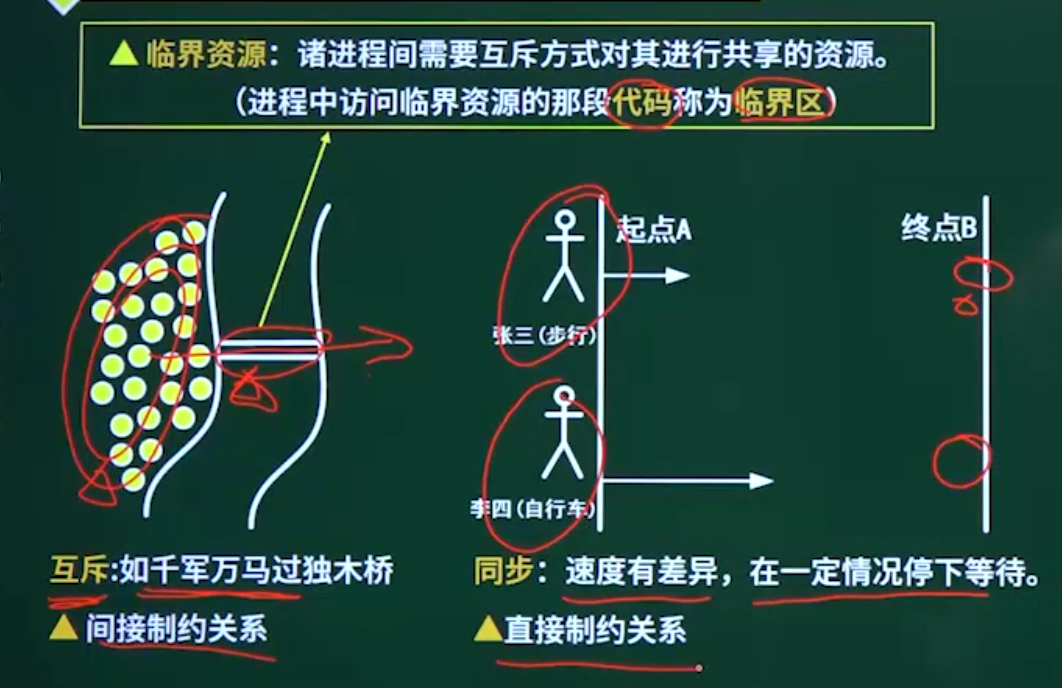 ▲ 临界资源：诸进程间需要互斥方式对其进行共享的资源。
（进程中访问临界资源的那段代码称为临界区）
起点A
终点B
张三(步行)
李四(自行车)
互斥:如千军万马过独木桥
▲ 间接制约关系
同步：速度有差异，在一定情况停下等待。
▲直接制约关系